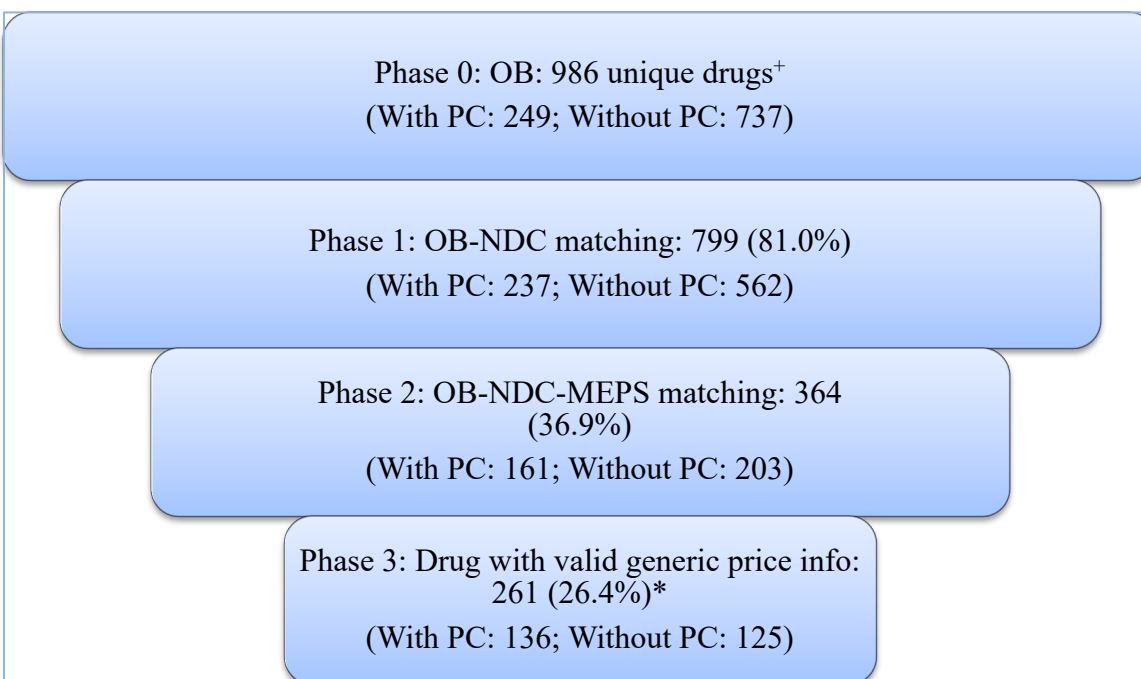 Phase 0: OB: 986 unique drugs⁺
(With PC: 249; Without PC: 737)
Phase 1: OB-NDC matching: 799 (81.0%)
(With PC: 237; Without PC: 562)
Phase 2: OB-NDC-MEPS matching: 364
(36.9%)
(With PC: 161; Without PC: 203)
Phase 3: Drug with valid generic price info:
261 (26.4%)*
(With PC: 136; Without PC: 125)